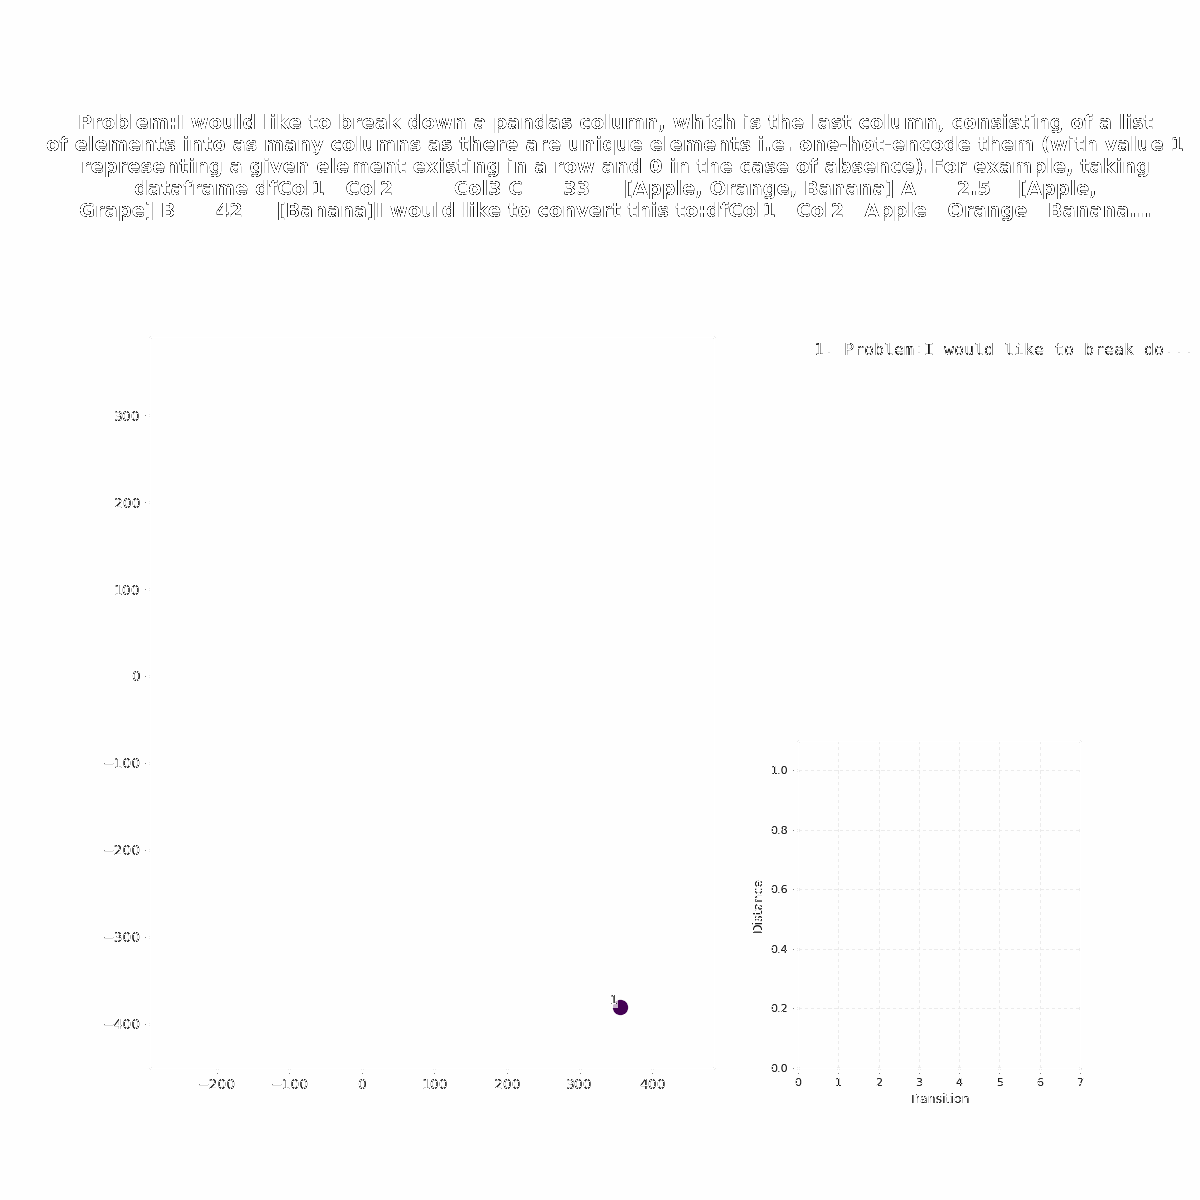 Problem:I would like to break down a pandas column, which is the last column, consisting of a list
of elements into as many columns as there are unique elements i.e. one-hot-encode them (with value 1
representing a given element existing in a row and 0 in the case of absence).For example, taking
dataframe dfCol1   Col2         Col3 C      33     [Apple, Orange, Banana] A      2.5    [Apple,
Grape] B      42     [Banana]I would like to convert this to:dfCol1   Col2   Apple   Orange   Banana...
1. Problem:I would like to break do...
300
200
100
0
−100
−200
−300
−400
−200 −100 0 100 200 300 400
1
1.0
0.8
0.6
0.4
0.2
0.0
0 1 2 3 4 5 6 7
Distance
Transition